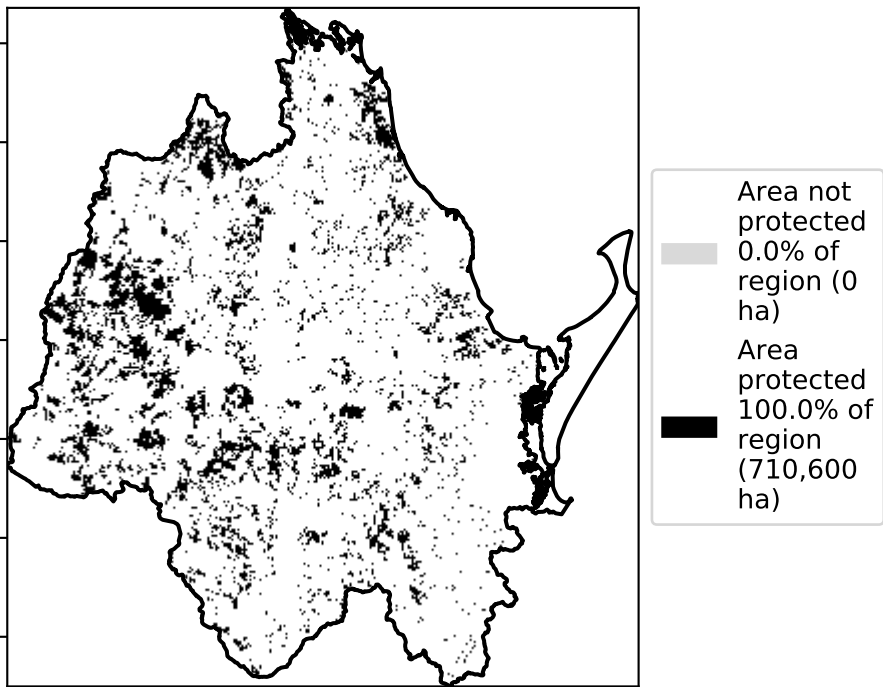 Area not
protected
0.0% of
region (0
ha)
Area
protected
100.0% of
region
(710,600
ha)